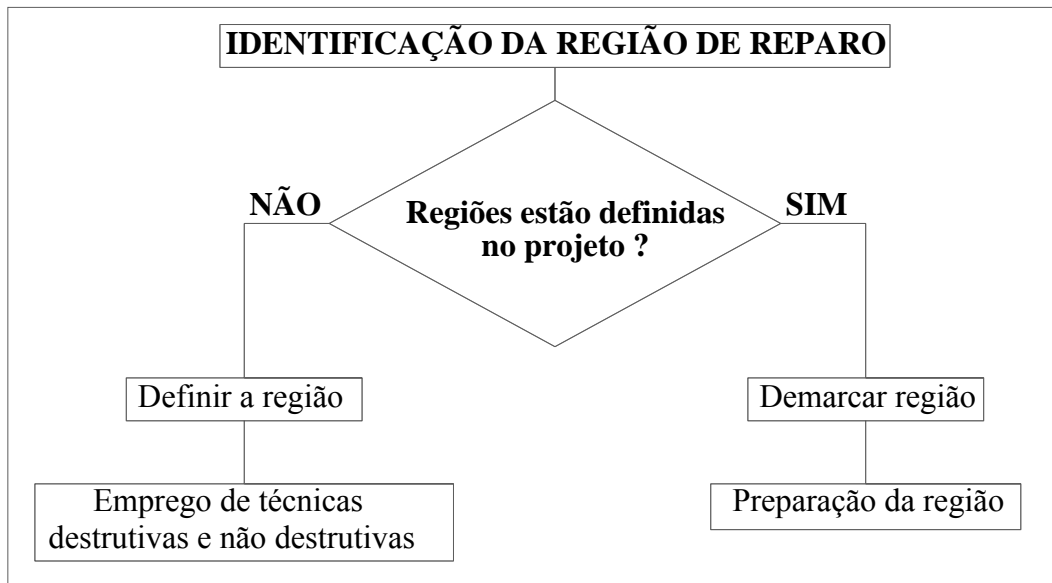 IDENTIFICAÇÃO DA REGIÃO DE REPARO
NÃO
SIM
Regiões estão definidas
no projeto ?
Definir a região
Demarcar região
Emprego de técnicas
destrutivas e não destrutivas
Preparação da região